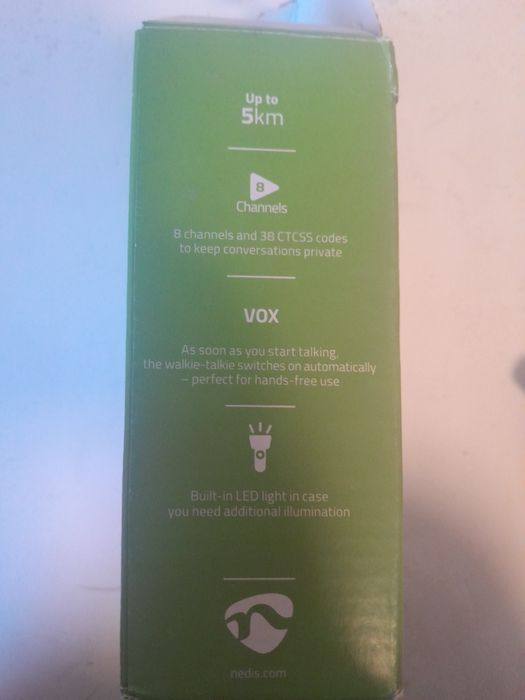 Up to
5km
8
Channels
8 channels and 38 CTCSS codes
to keep conversations private
VOX
As soon as you start talking,
the walkie-talkie switches on automatically
– perfect for hands-free use
Built-in LED light in case
you need additional illumination
nedis.com